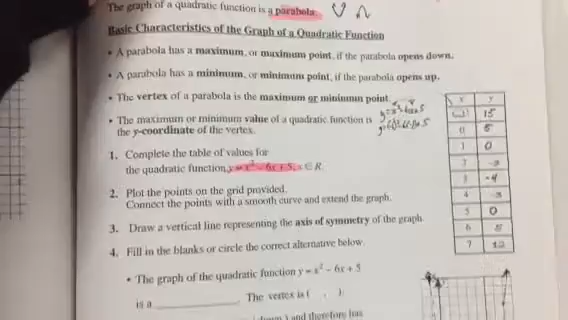 The graph of a quadratic function is a parabola.
Basic Characteristics of the Graph of a Quadratic Function
• A parabola has a maximum, or maximum point, if the parabola opens down.
• A parabola has a minimum, or minimum point, if the parabola opens up.
• The vertex of a parabola is the maximum or minimum point.
• The maximum or minimum value of a quadratic function is
the y-coordinate of the vertex.
1. Complete the table of values for
the quadratic function y = x² - 6x + 5, x ∈ R.
2. Plot the points on the grid provided.
Connect the points with a smooth curve and extend the graph.
3. Draw a vertical line representing the axis of symmetry of the graph.
4. Fill in the blanks or circle the correct alternative below.
• The graph of the quadratic function y = x² - 6x + 5
is a ____________. The vertex is ( , ).
and therefore has
x y
15
0 5
1 0
2 -3
3 -4
4 -3
5 0
6 5
7 12